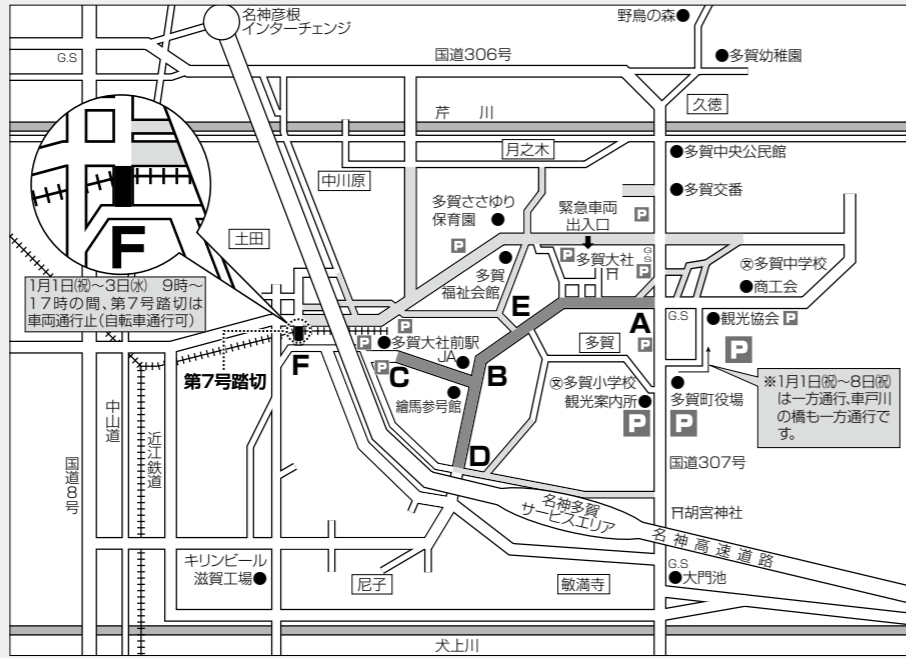 名神彦根
インターチェンジ
野鳥の森
G.S
国道306号
多賀幼稚園
久徳
芹 川
月之木
多賀中央公民館
中川原
多賀交番
多賀ささゆり
保育園
緊急車両
出入口
P
土田
P
P
多賀大社
G.S
P
多賀
福祉会館
㊛多賀中学校
商工会
F
1月1日㈷〜3日㈬ 9時〜
17時の間、第7号踏切は
車両通行止(自転車通行可)
E
A
G.S
観光協会 P
P
多賀
P
P
多賀大社前駅
P
JA
第7号踏切
F
C
P
B
繪馬参号館
文多賀小学校
観光案内所
P
多賀町役場
P
※1月1日㈷〜8日㈷
は一方通行、車戸川
の橋も一方通行で
す。
中山道
近江鉄道
国道8号
D
国道307号
名神多賀
サービスエリア
胡宮神社
名神高速道路
キリンビール
滋賀工場
尼子
敏満寺
G.S
大門池
犬上川